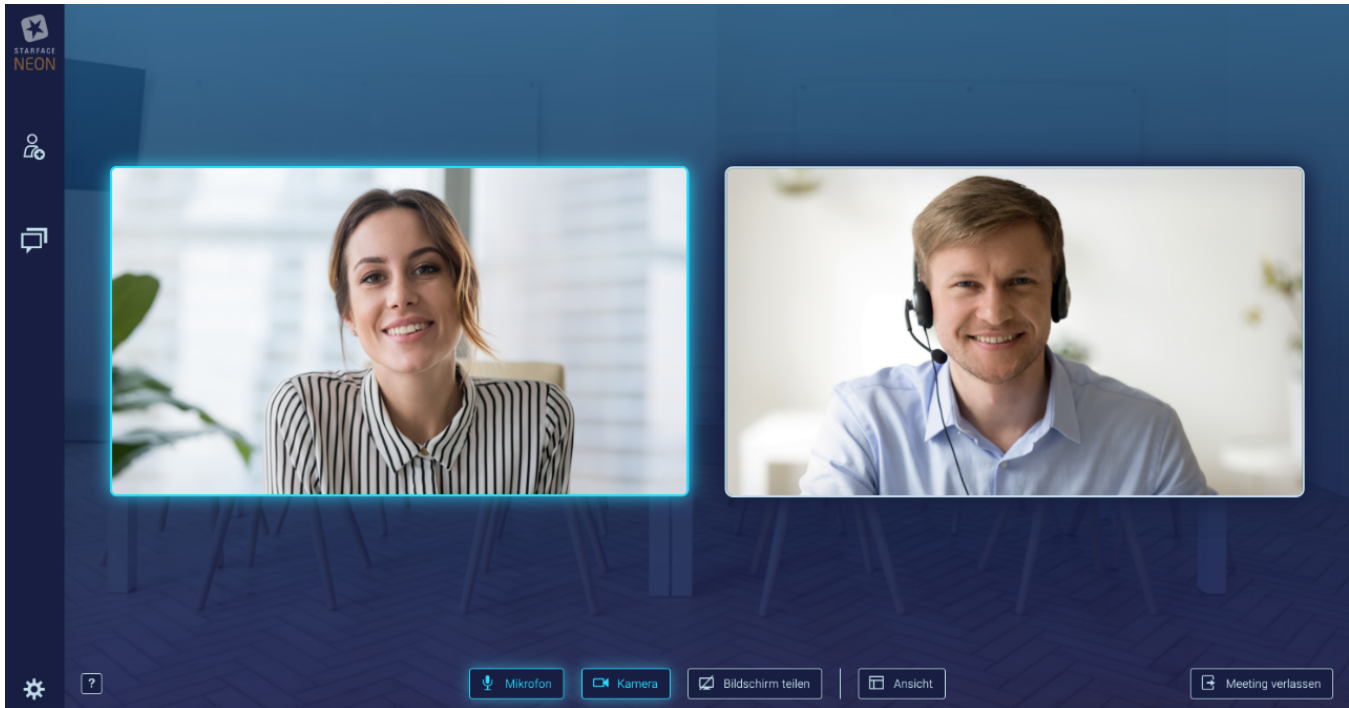 STARFACE
NEON
?
Mikrofon
Kamera
Bildschirm teilen
Ansicht
Meeting verlassen